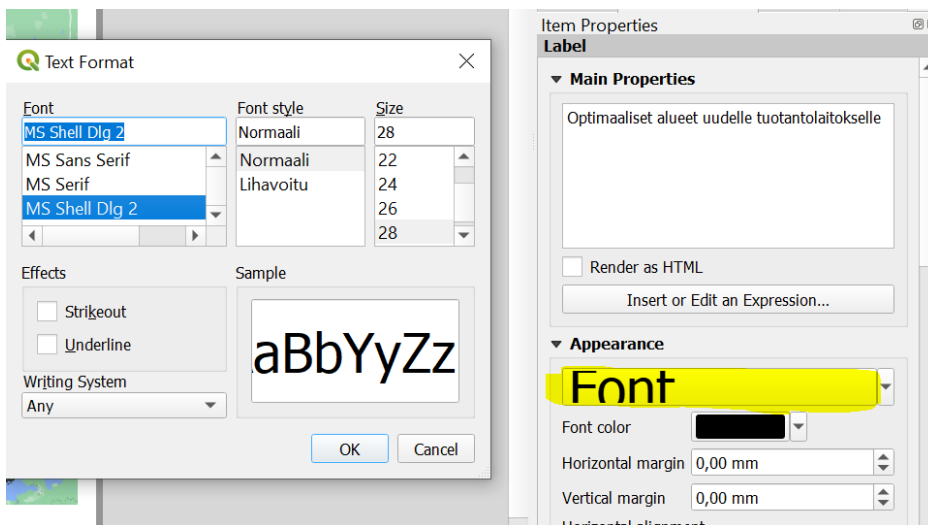 Text Format
Font
Font style
Size
MS Shell Dlg 2
Normaali
28
MS Sans Serif
MS Serif
MS Shell Dlg 2
Normaali
Lihavoitu
22
24
26
28
Effects
Strikeout
Underline
Writing System
Any
Sample
aBbYyZz
OK
Cancel
Item Properties
Label
Main Properties
Optimaaliset alueet uudelle tuotantolaitokselle
Render as HTML
Insert or Edit an Expression...
Appearance
Font
Font color
Horizontal margin 0,00 mm
Vertical margin 0,00 mm
Horizontal alignment